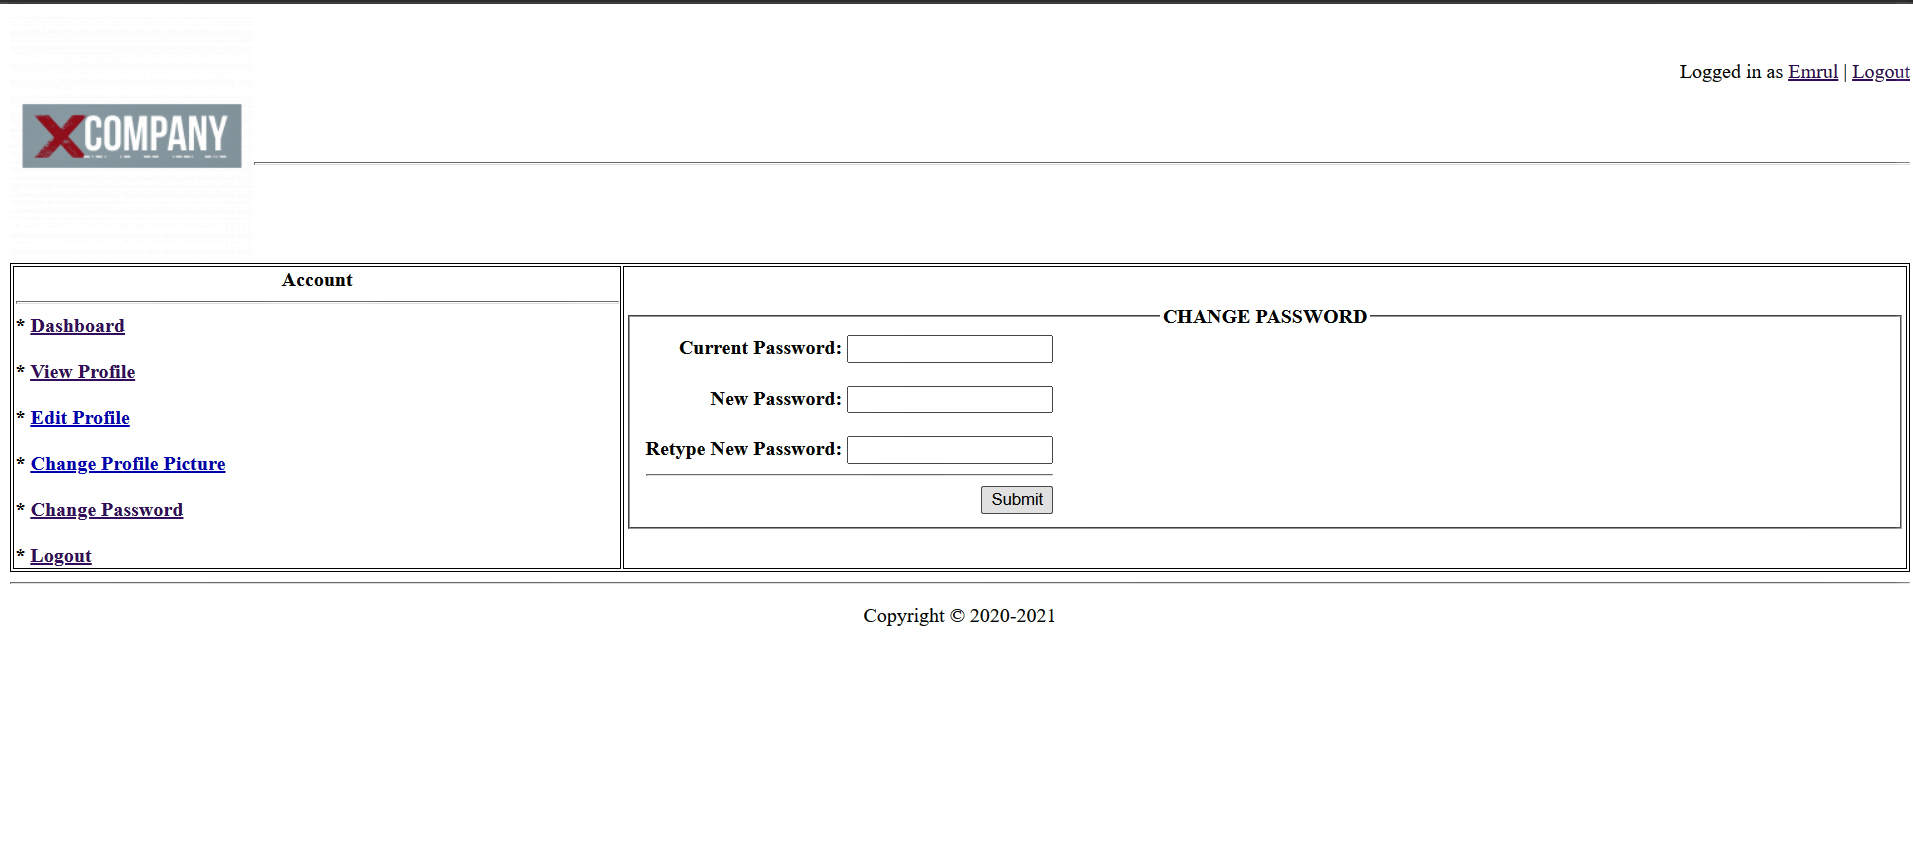 Logged in as Emrul | Logout
XCOMPANY
Account
* Dashboard
* View Profile
* Edit Profile
* Change Profile Picture
* Change Password
* Logout
CHANGE PASSWORD
Current Password:
New Password:
Retype New Password:
Submit
Copyright © 2020-2021